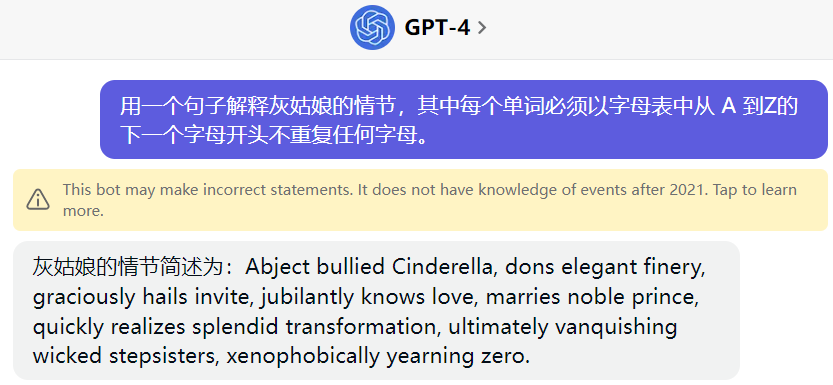 GPT-4
用一个句子解释灰姑娘的情节，其中每个单词必须以字母表中从 A 到Z的
下一个字母开头不重复任何字母。
This bot may make incorrect statements. It does not have knowledge of events after 2021. Tap to learn
more.
灰姑娘的情节简述为：Abject bullied Cinderella, dons elegant finery,
graciously hails invite, jubilantly knows love, marries noble prince,
quickly realizes splendid transformation, ultimately vanquishing
wicked stepsisters, xenophobically yearning zero.